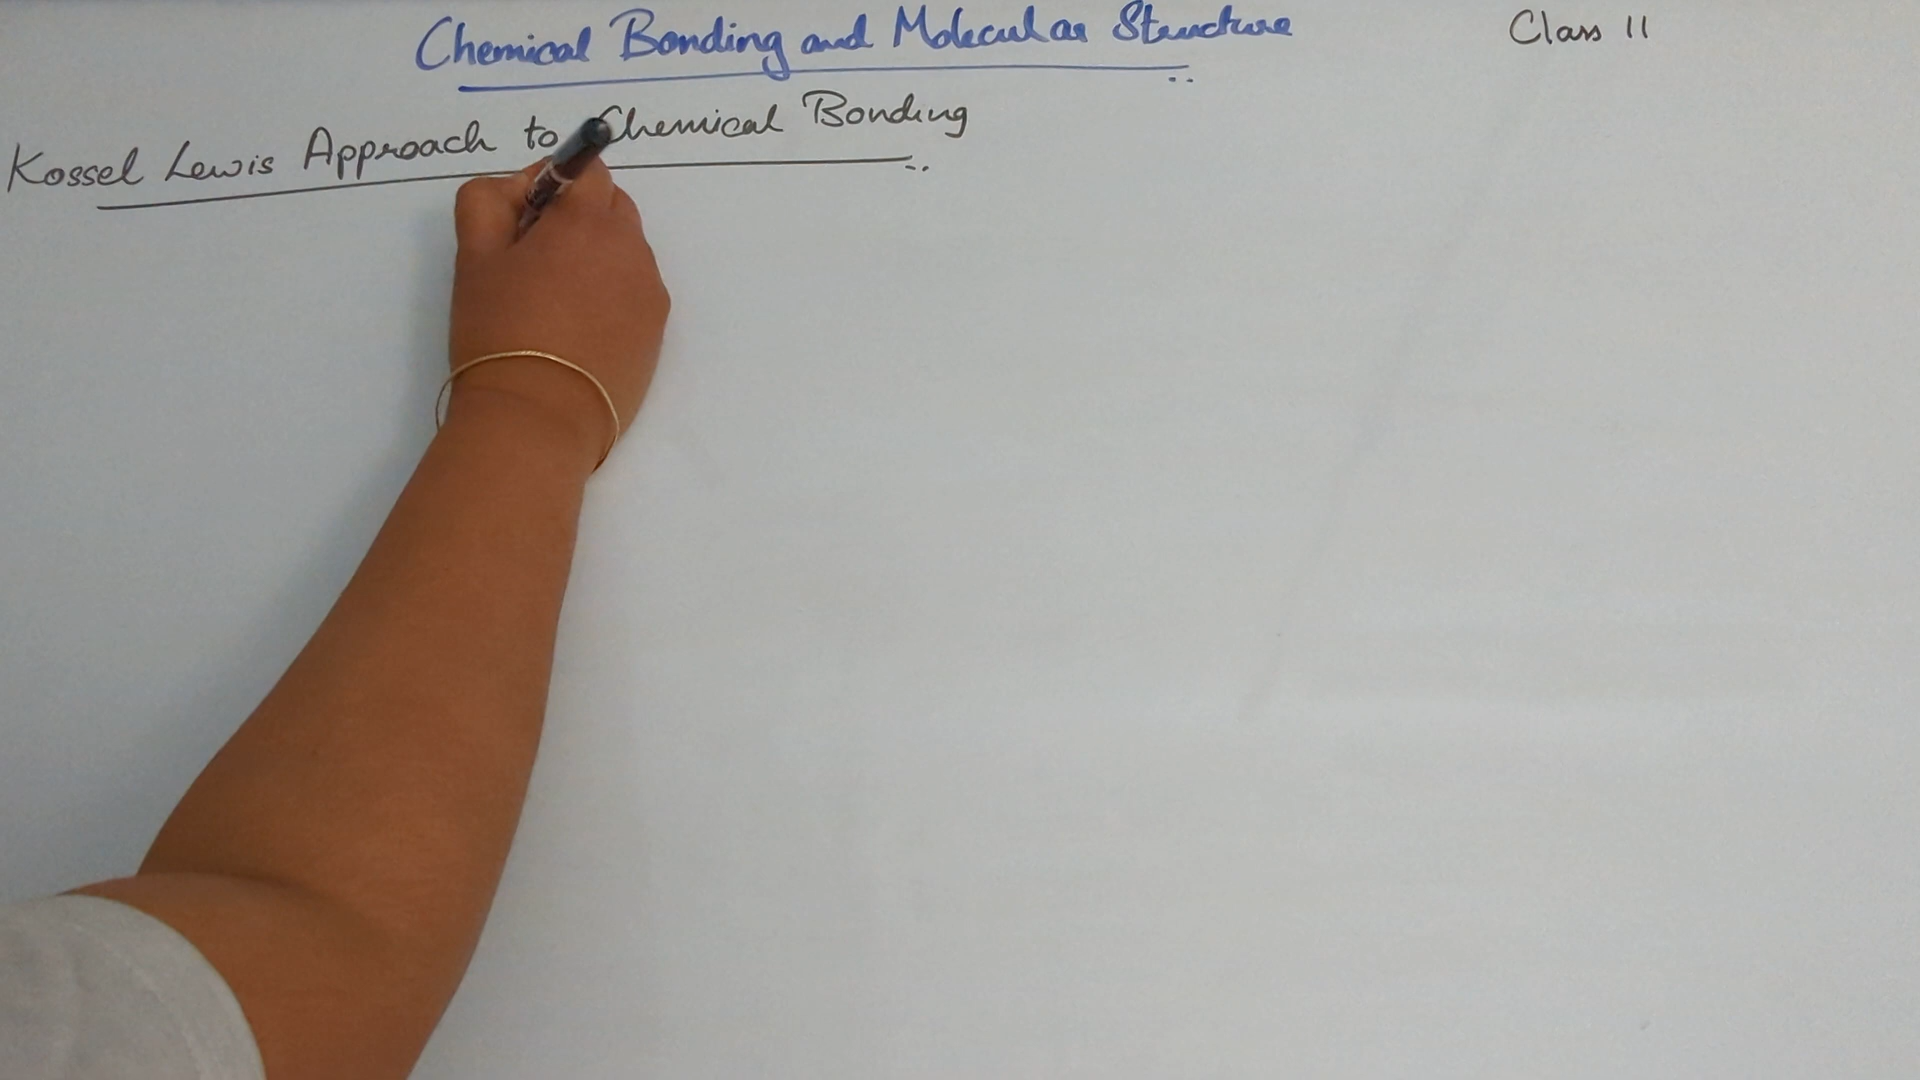 Chemical Bonding and Molecular Structure
Class 11
Kossel Lewis Approach to Chemical Bonding